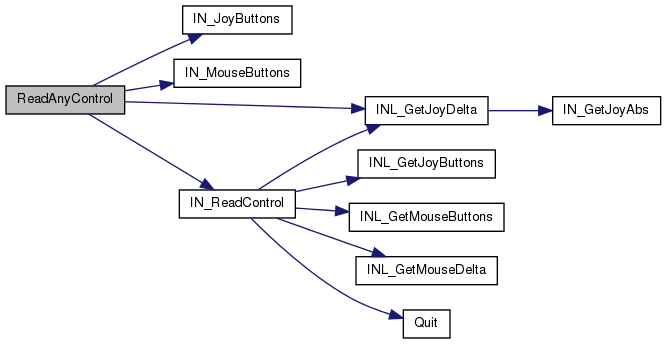 IN_JoyButtons
IN_MouseButtons
ReadAnyControl
INL_GetJoyDelta
IN_GetJoyAbs
INL_GetJoyButtons
IN_ReadControl
INL_GetMouseButtons
INL_GetMouseDelta
Quit